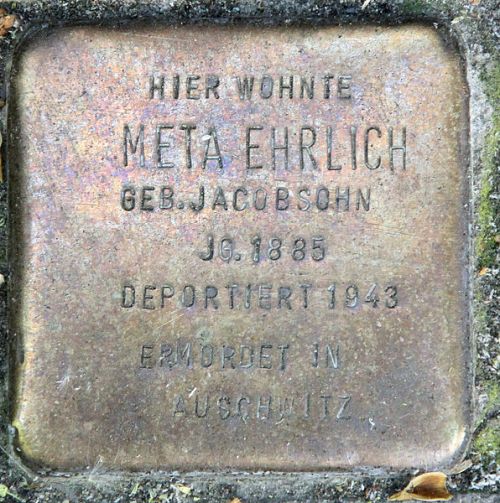 HIER WOHNTE
META EHRLICH
GEB. JACOBSOHN
JG. 1885
DEPORTIERT 1943
ERMORDET IN
AUSCHWITZ